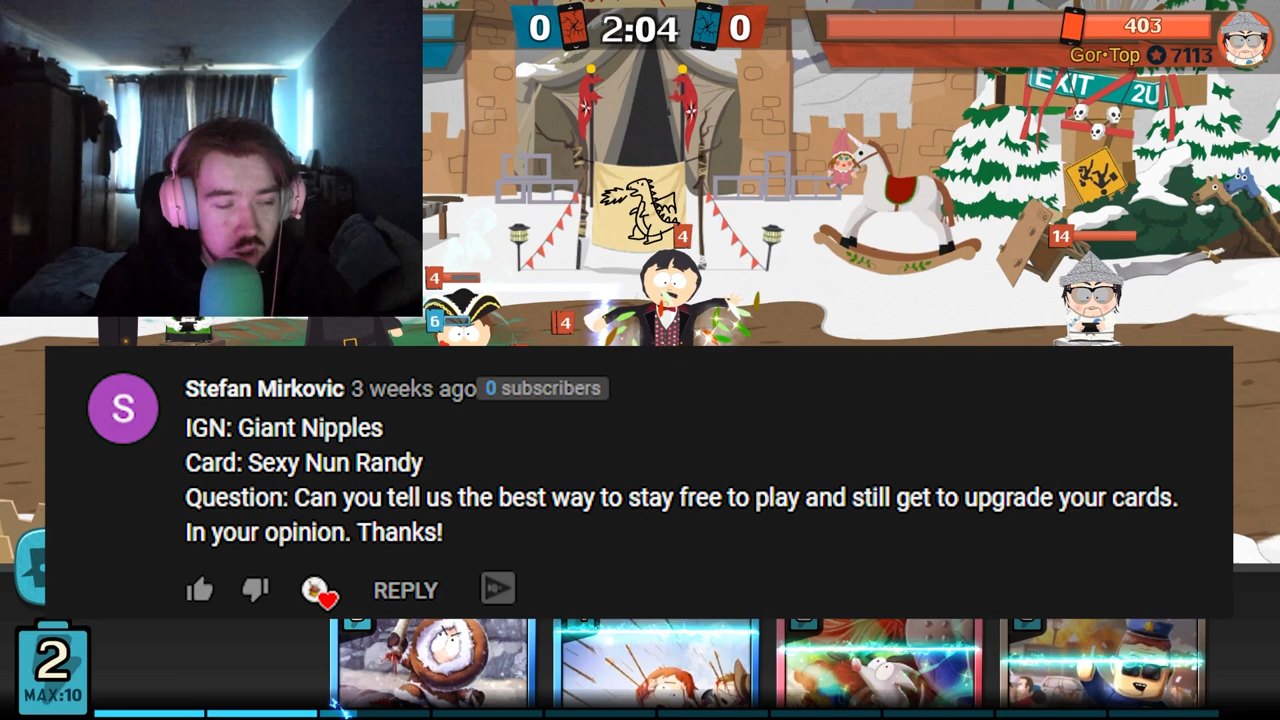 0
2:04
0
403
Gor•Top 7113
EXIT 2U
4
14
4
6
4
Stefan Mirkovic 3 weeks ago 0 subscribers
S
IGN: Giant Nipples
Card: Sexy Nun Randy
Question: Can you tell us the best way to stay free to play and still get to upgrade your cards.
In your opinion. Thanks!
REPLY
2
MAX:10